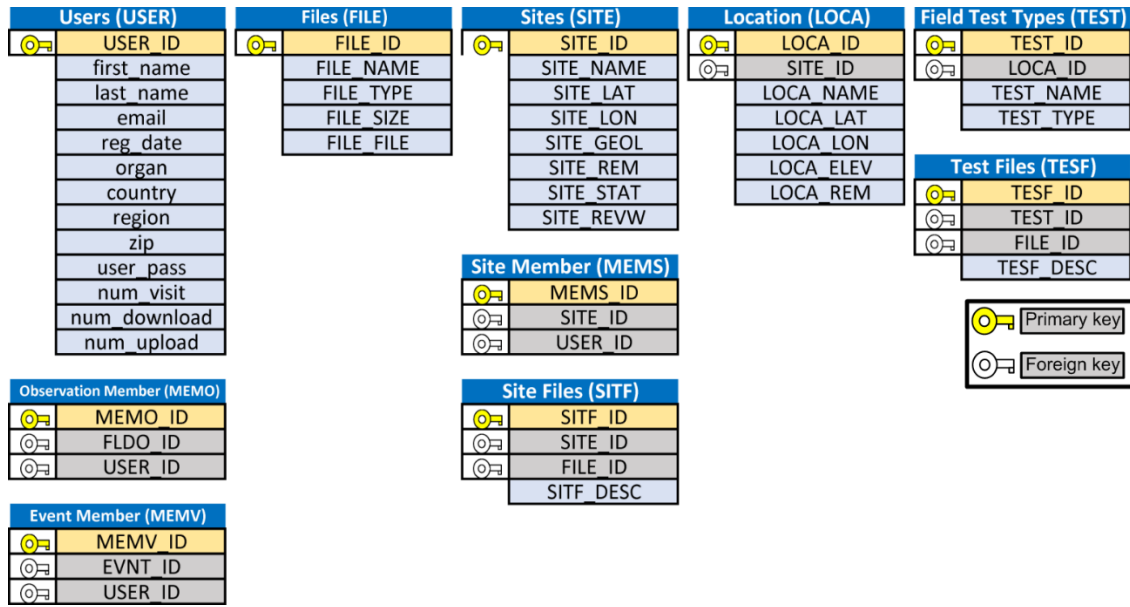 Users (USER)
USER_ID
first_name
last_name
email
reg_date
organ
country
region
zip
user_pass
num_visit
num_download
num_upload
Observation Member (MEMO)
MEMO_ID
FLDO_ID
USER_ID
Event Member (MEMV)
MEMV_ID
EVNT_ID
USER_ID
Files (FILE)
FILE_ID
FILE_NAME
FILE_TYPE
FILE_SIZE
FILE_FILE
Sites (SITE)
SITE_ID
SITE_NAME
SITE_LAT
SITE_LON
SITE_GEOL
SITE_REM
SITE_STAT
SITE_REVW
Site Member (MEMS)
MEMS_ID
SITE_ID
USER_ID
Site Files (SITF)
SITF_ID
SITE_ID
FILE_ID
SITF_DESC
Location (LOCA)
LOCA_ID
SITE_ID
LOCA_NAME
LOCA_LAT
LOCA_LON
LOCA_ELEV
LOCA_REM
Field Test Types (TEST)
TEST_ID
LOCA_ID
TEST_NAME
TEST_TYPE
Test Files (TESF)
TESF_ID
TEST_ID
FILE_ID
TESF_DESC
Primary key
Foreign key